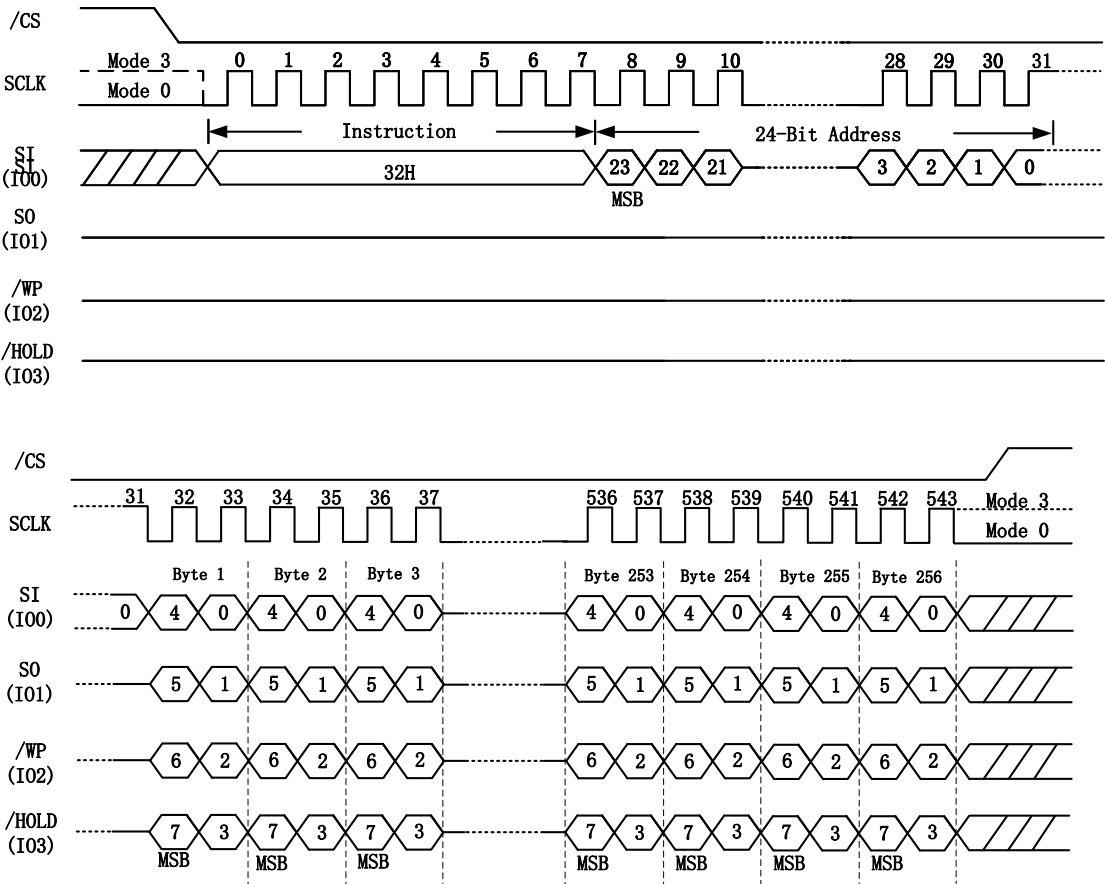 /CS
Mode 3
0 1 2 3 4 5 6 7 8 9 10 28 29 30 31
SCLK
Mode 0
Instruction
24-Bit Address
SI
SI
(IO0)
32H
23 22 21 3 2 1 0
MSB
SO
(IO1)
/WP
(IO2)
/HOLD
(IO3)
/CS
31 32 33 34 35 36 37 536 537 538 539 540 541 542 543
Mode 3
SCLK
Mode 0
Byte 1 Byte 2 Byte 3 Byte 253 Byte 254 Byte 255 Byte 256
SI
(IO0)
0 4 0 4 0 4 0 4 0 4 0 4 0 4 0
SO
(IO1)
5 1 5 1 5 1 5 1 5 1 5 1 5 1
/WP
(IO2)
6 2 6 2 6 2 6 2 6 2 6 2 6 2
/HOLD
(IO3)
7 3 7 3 7 3 7 3 7 3 7 3 7 3
MSB MSB MSB MSB MSB MSB MSB